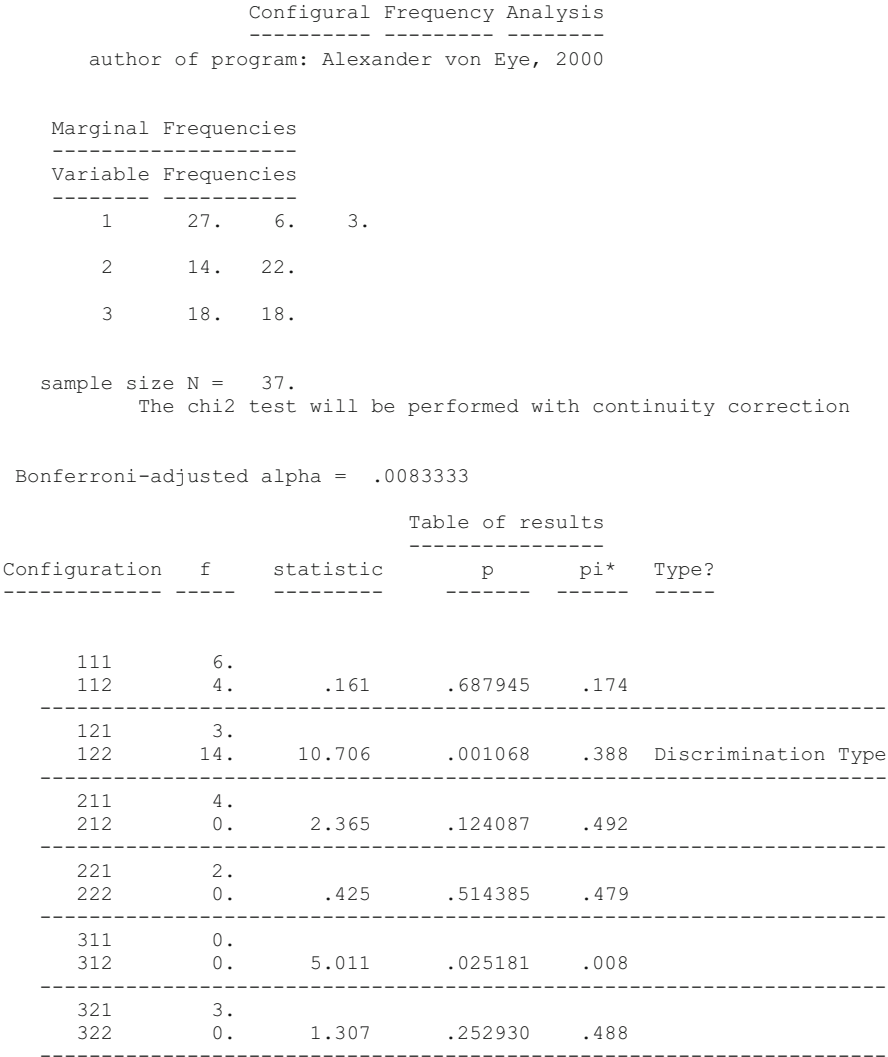 Configural Frequency Analysis
---------- --------- --------
author of program: Alexander von Eye, 2000
Marginal Frequencies
--------------------
Variable Frequencies
-------- -----------
1 27. 6. 3.
2 14. 22.
3 18. 18.
sample size N = 37.
The chi2 test will be performed with continuity correction
Bonferroni-adjusted alpha = .0083333
Table of results
----------------
Configuration f statistic p pi* Type?
------------- ----- --------- ------- ------ -----
111 6.
112 4. .161 .687945 .174
---------------------------------------------------------------------
121 3.
122 14. 10.706 .001068 .388 Discrimination Type
---------------------------------------------------------------------
211 4.
212 0. 2.365 .124087 .492
---------------------------------------------------------------------
221 2.
222 0. .425 .514385 .479
---------------------------------------------------------------------
311 0.
312 0. 5.011 .025181 .008
---------------------------------------------------------------------
321 3.
322 0. 1.307 .252930 .488
---------------------------------------------------------------------